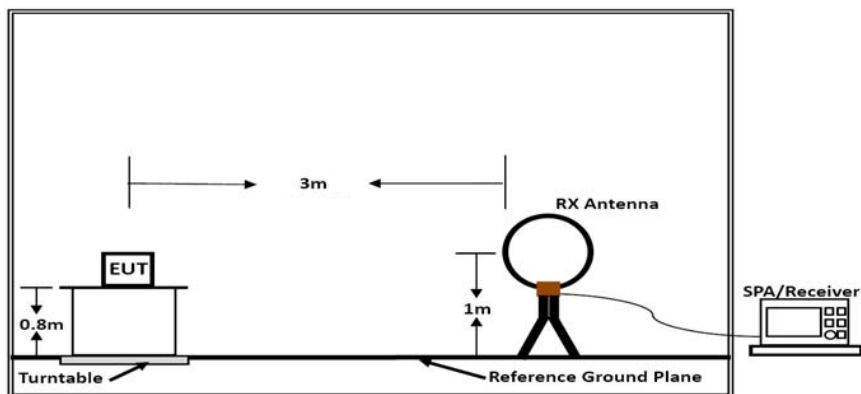 3m
RX Antenna
EUT
SPA/Receiver
0.8m
1m
Turntable
Reference Ground Plane